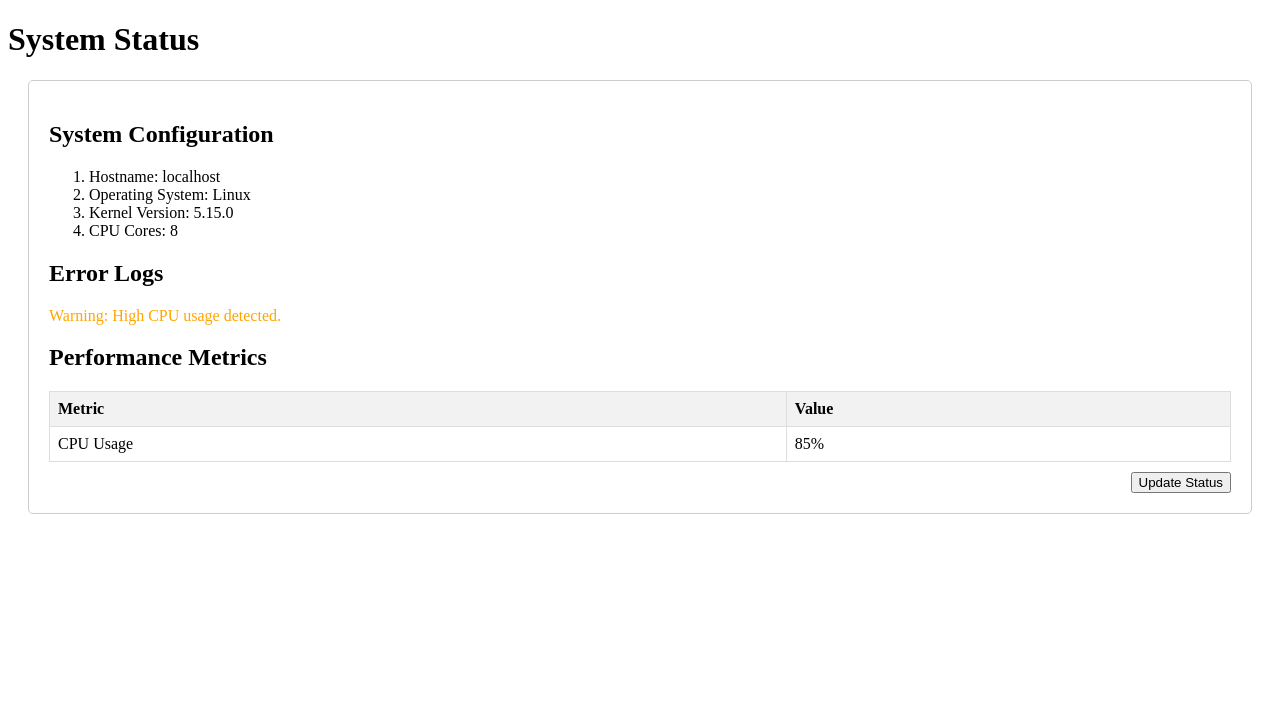 System Status
System Configuration
1. Hostname: localhost
2. Operating System: Linux
3. Kernel Version: 5.15.0
4. CPU Cores: 8
Error Logs
Warning: High CPU usage detected.
Performance Metrics
Metric Value
CPU Usage 85%
Update Status